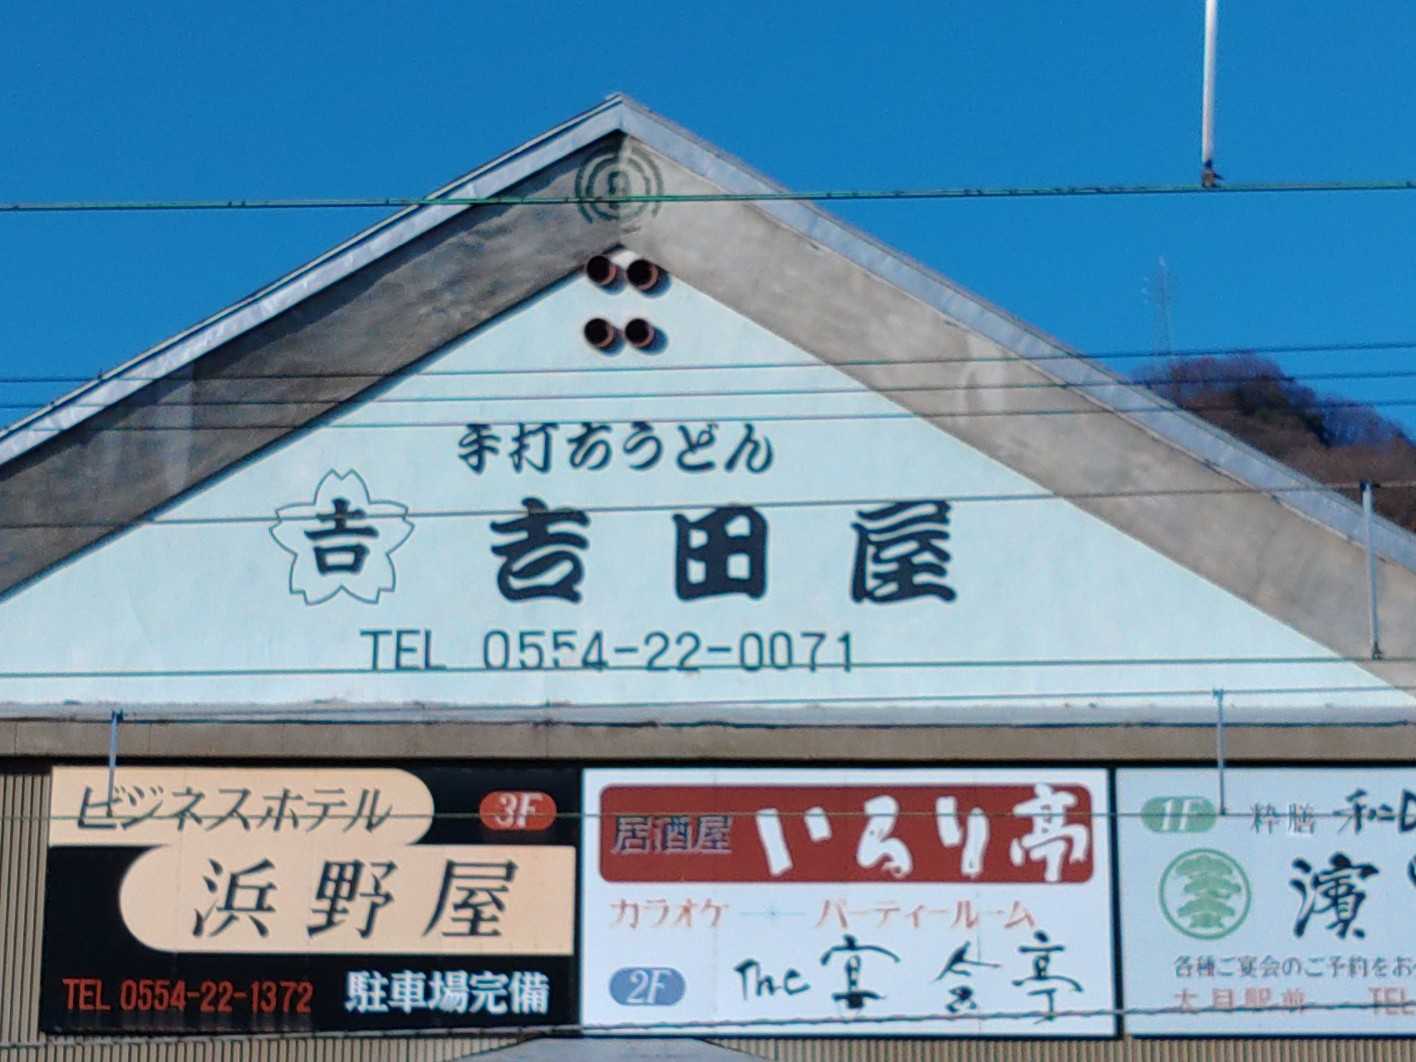 手打ちうどん
吉 吉田屋
TEL 0554-22-0071
ビジネスホテル 3F
浜野屋
TEL 0554-22-1372 駐車場完備
居酒屋 いろり亭
カラオケ パーティールーム
2F The 宴会亭
1F 粋膳 和
濱
各種ご宴会のご予約をお
大月駅前 TEL